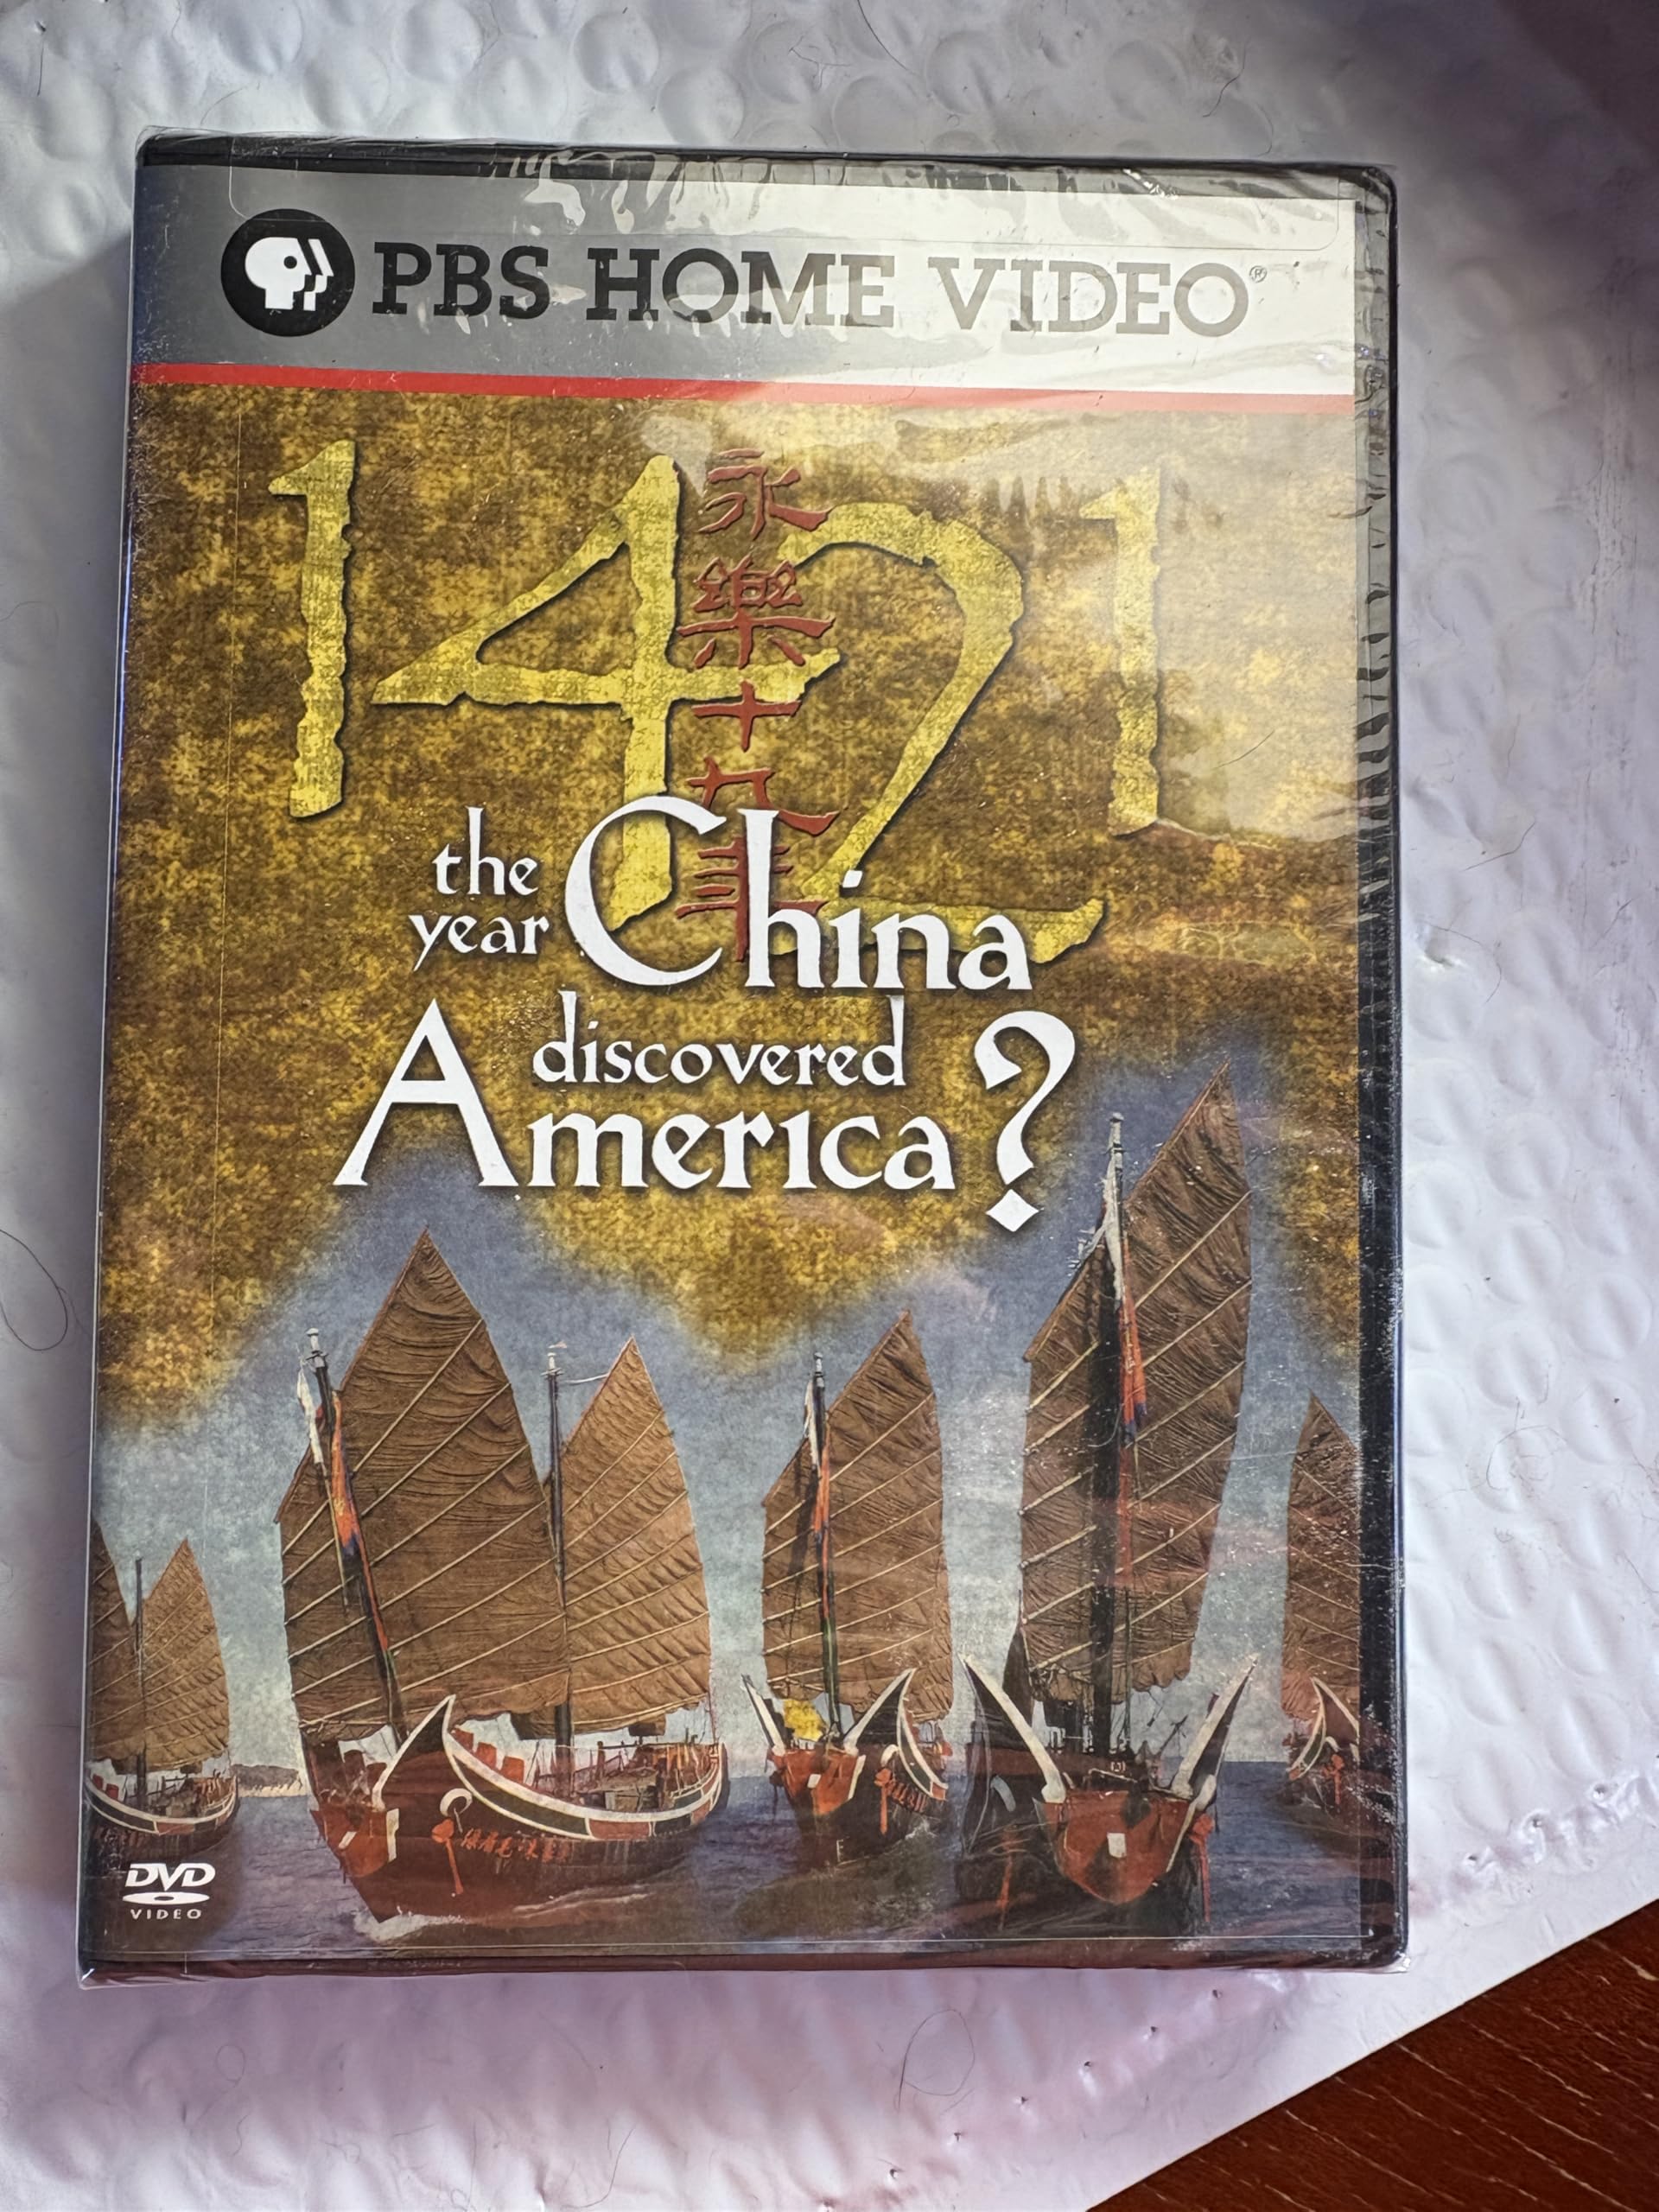 PBS HOME VIDEO®
1421
永樂十九年
the year China
discovered
America?
DVD
VIDEO